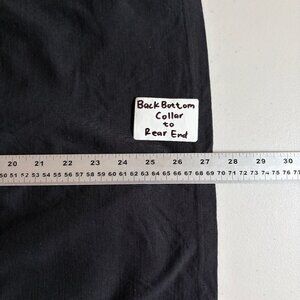 Back Bottom
Collar
to
Rear End
20 21 22 23 24 25 26 27 28 29 30
50 51 52 53 54 55 56 57 58 59 60 61 62 63 64 65 66 67 68 69 70 71 72 73 74 75 76 77